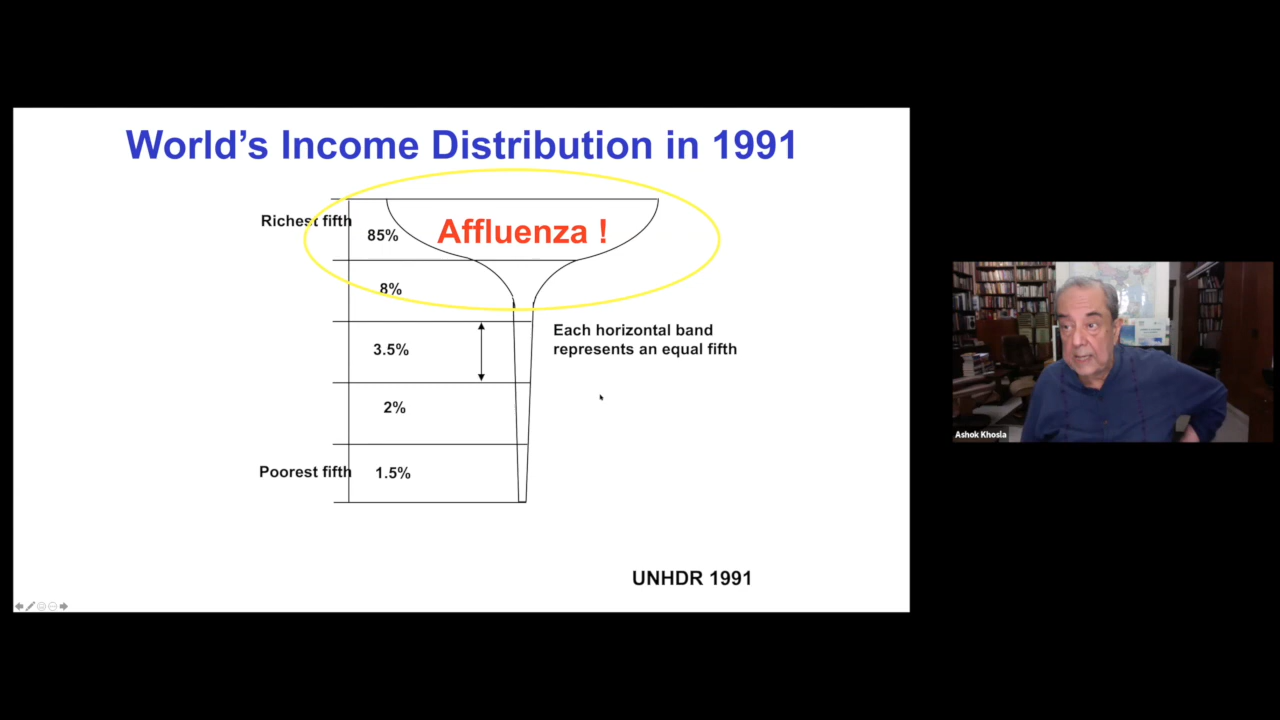 World's Income Distribution in 1991
Richest fifth
85%
Affluenza !
8%
Each horizontal band
represents an equal fifth
3.5%
2%
Poorest fifth
1.5%
UNHDR 1991
Ashok Khosla